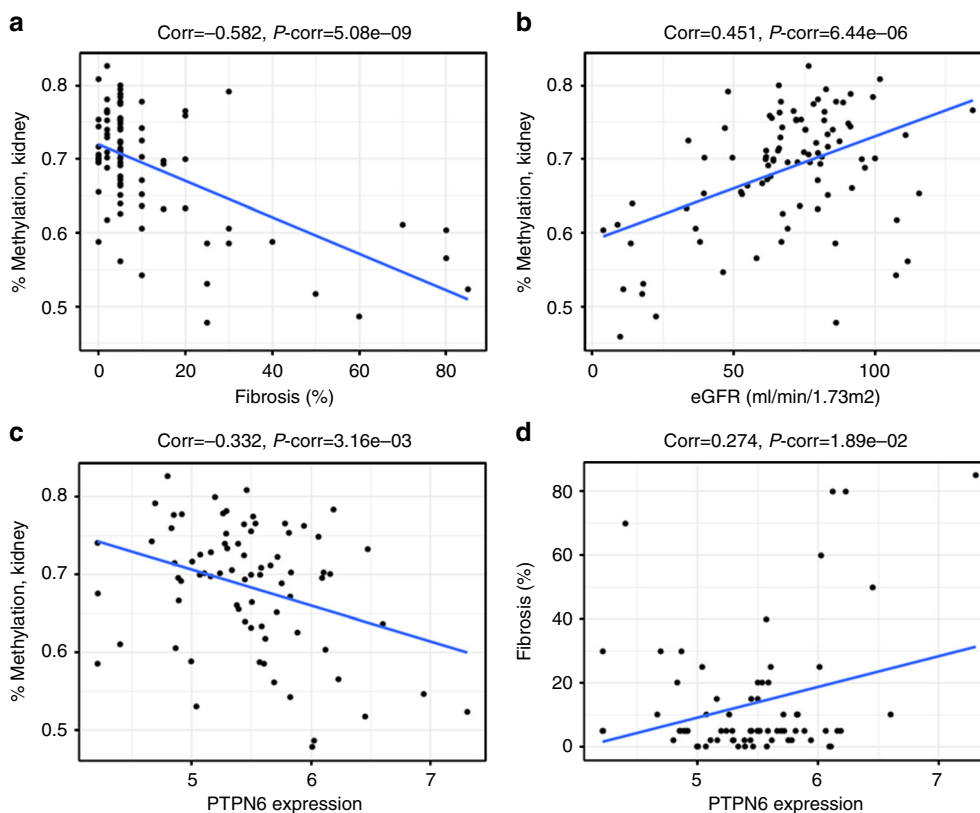 a
Corr=−0.582, P-corr=5.08e−09
% Methylation, kidney
0.8
0.7
0.6
0.5
0 20 40 60 80
Fibrosis (%)
b
Corr=0.451, P-corr=6.44e−06
% Methylation, kidney
0.8
0.7
0.6
0.5
0 50 100
eGFR (ml/min/1.73m2)
c
Corr=−0.332, P-corr=3.16e−03
% Methylation, kidney
0.8
0.7
0.6
0.5
5 6 7
PTPN6 expression
d
Corr=0.274, P-corr=1.89e−02
Fibrosis (%)
80
60
40
20
0
5 6 7
PTPN6 expression